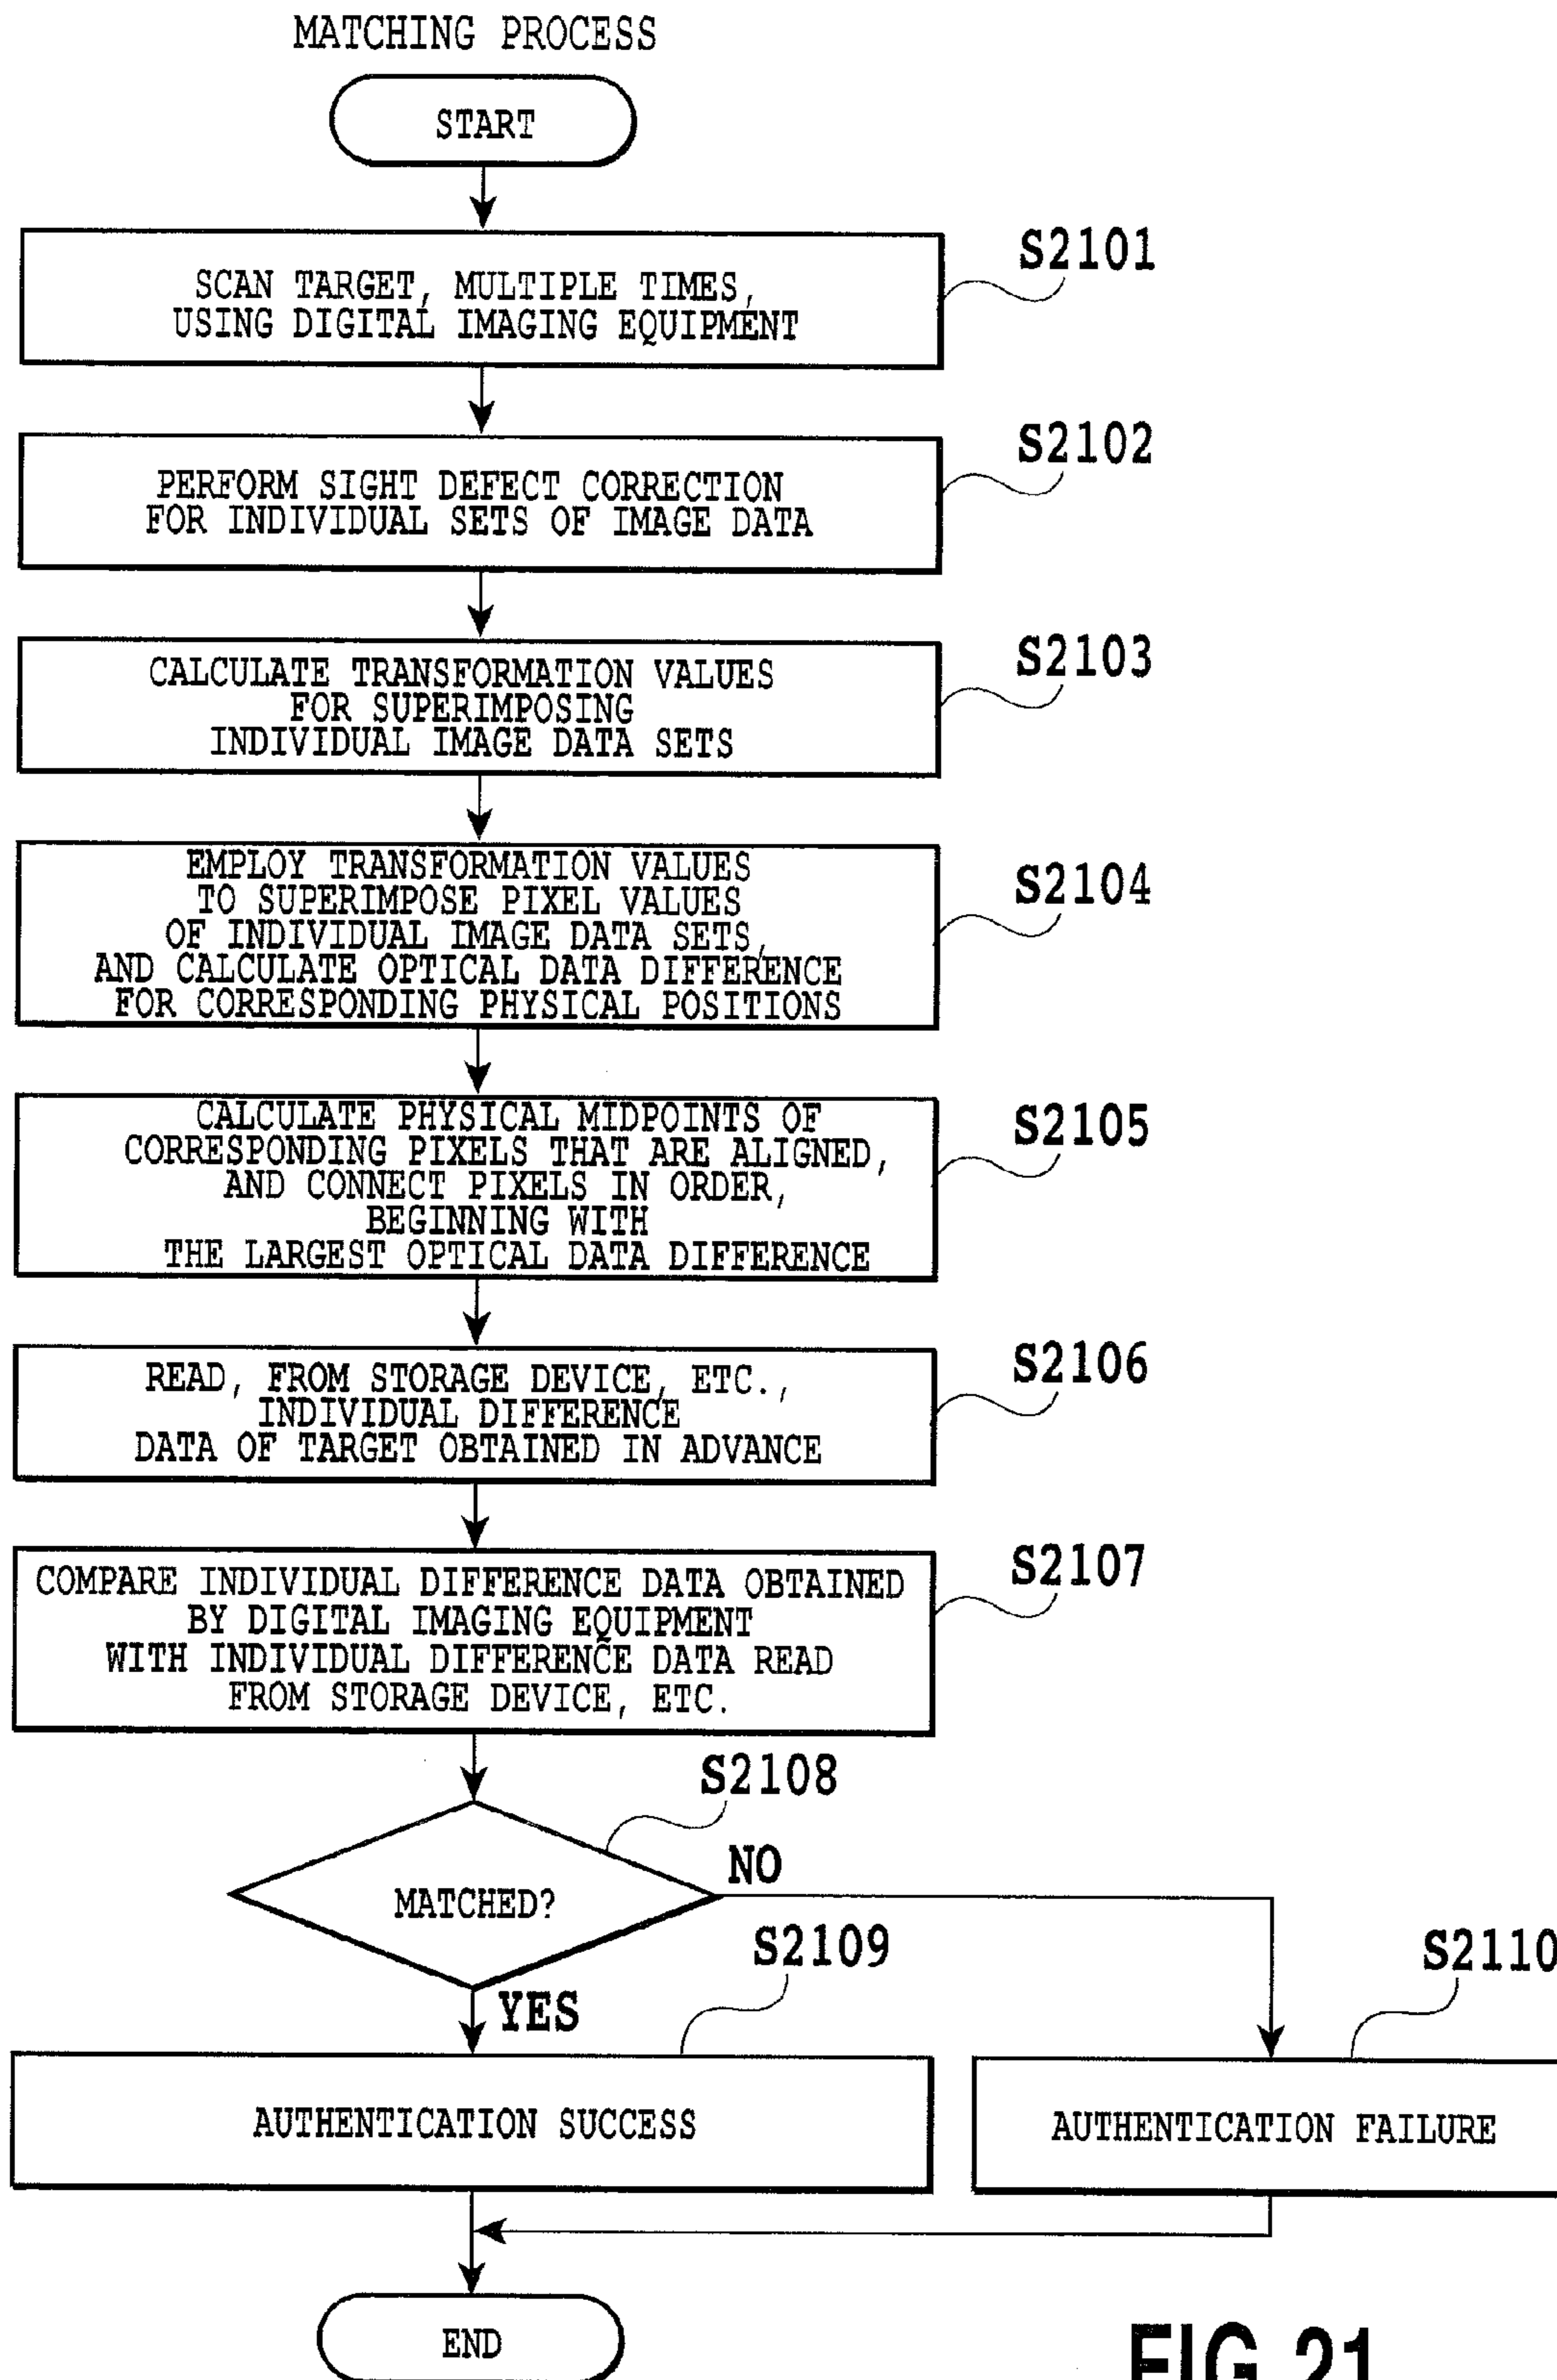 MATCHING PROCESS
START
S2101
SCAN TARGET, MULTIPLE TIMES,
USING DIGITAL IMAGING EQUIPMENT
S2102
PERFORM SIGHT DEFECT CORRECTION
FOR INDIVIDUAL SETS OF IMAGE DATA
S2103
CALCULATE TRANSFORMATION VALUES
FOR SUPERIMPOSING
INDIVIDUAL IMAGE DATA SETS
S2104
EMPLOY TRANSFORMATION VALUES
TO SUPERIMPOSE PIXEL VALUES
OF INDIVIDUAL IMAGE DATA SETS,
AND CALCULATE OPTICAL DATA DIFFERENCE
FOR CORRESPONDING PHYSICAL POSITIONS
S2105
CALCULATE PHYSICAL MIDPOINTS OF
CORRESPONDING PIXELS THAT ARE ALIGNED,
AND CONNECT PIXELS IN ORDER,
BEGINNING WITH
THE LARGEST OPTICAL DATA DIFFERENCE
S2106
READ, FROM STORAGE DEVICE, ETC.,
INDIVIDUAL DIFFERENCE
DATA OF TARGET OBTAINED IN ADVANCE
S2107
COMPARE INDIVIDUAL DIFFERENCE DATA OBTAINED
BY DIGITAL IMAGING EQUIPMENT
WITH INDIVIDUAL DIFFERENCE DATA READ
FROM STORAGE DEVICE, ETC.
S2108
MATCHED?
NO
YES
S2109
AUTHENTICATION SUCCESS
S2110
AUTHENTICATION FAILURE
END
FIG.21